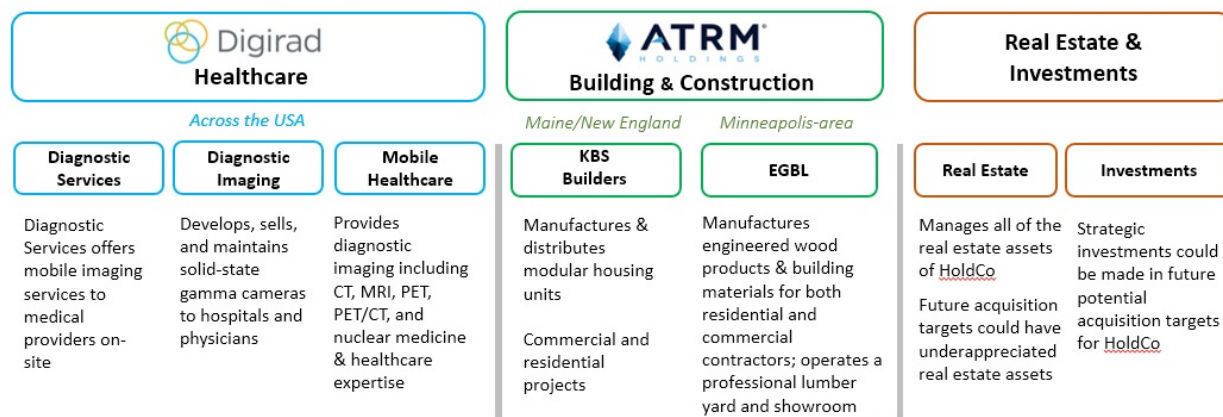 Digirad
Healthcare
ATRM
HOLDINGS
Building & Construction
Real Estate &
Investments
Across the USA
Maine/New England
Minneapolis-area
Diagnostic
Services
Diagnostic
Imaging
Mobile
Healthcare
KBS
Builders
EGBL
Real Estate
Investments
Diagnostic
Services offers
mobile imaging
services to
medical
providers on-
site
Develops, sells,
and maintains
solid-state
gamma cameras
to hospitals and
physicians
Provides
diagnostic
imaging including
CT, MRI, PET,
PET/CT, and
nuclear medicine
& healthcare
expertise
Manufactures &
distributes
modular housing
units
Commercial and
residential
projects
Manufactures
engineered wood
products & building
materials for both
residential and
commercial
contractors; operates a
professional lumber
yard and showroom
Manages all of the
real estate assets
of HoldCo
Future acquisition
targets could have
underappreciated
real estate assets
Strategic
investments could
be made in future
potential
acquisition targets
for HoldCo